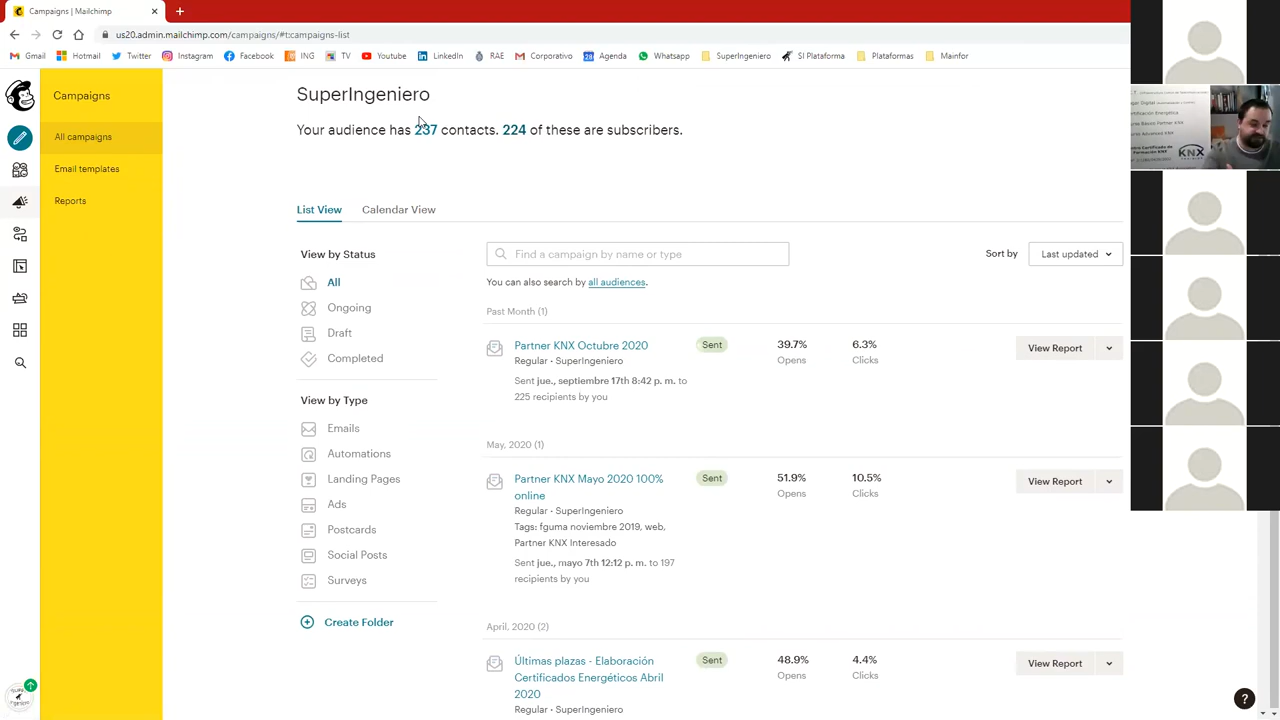 Campaigns | Mailchimp
us20.admin.mailchimp.com/campaigns/#t:campaigns-list
Gmail
Hotmail
Twitter
Instagram
Facebook
ING
TV
Youtube
LinkedIn
RAE
Corporativo
Agenda
Whatsapp
SuperIngeniero
SI Plataforma
Plataformas
Mainfor
Campaigns
All campaigns
Email templates
Reports
SuperIngeniero
Your audience has 237 contacts. 224 of these are subscribers.
List View
Calendar View
View by Status
All
Ongoing
Draft
Completed
View by Type
Emails
Automations
Landing Pages
Ads
Postcards
Social Posts
Surveys
Create Folder
Find a campaign by name or type
Sort by
Last updated
You can also search by all audiences.
Past Month (1)
Partner KNX Octubre 2020
Regular · SuperIngeniero
Sent jue., septiembre 17th 8:42 p. m. to
225 recipients by you
Sent
39.7%
Opens
6.3%
Clicks
View Report
May, 2020 (1)
Partner KNX Mayo 2020 100%
online
Regular · SuperIngeniero
Tags: fguma noviembre 2019, web,
Partner KNX Interesado
Sent jue., mayo 7th 12:12 p. m. to 197
recipients by you
Sent
51.9%
Opens
10.5%
Clicks
View Report
April, 2020 (2)
Últimas plazas - Elaboración
Certificados Energéticos Abril
2020
Regular · SuperIngeniero
Sent
48.9%
Opens
4.4%
Clicks
View Report
?
KNX